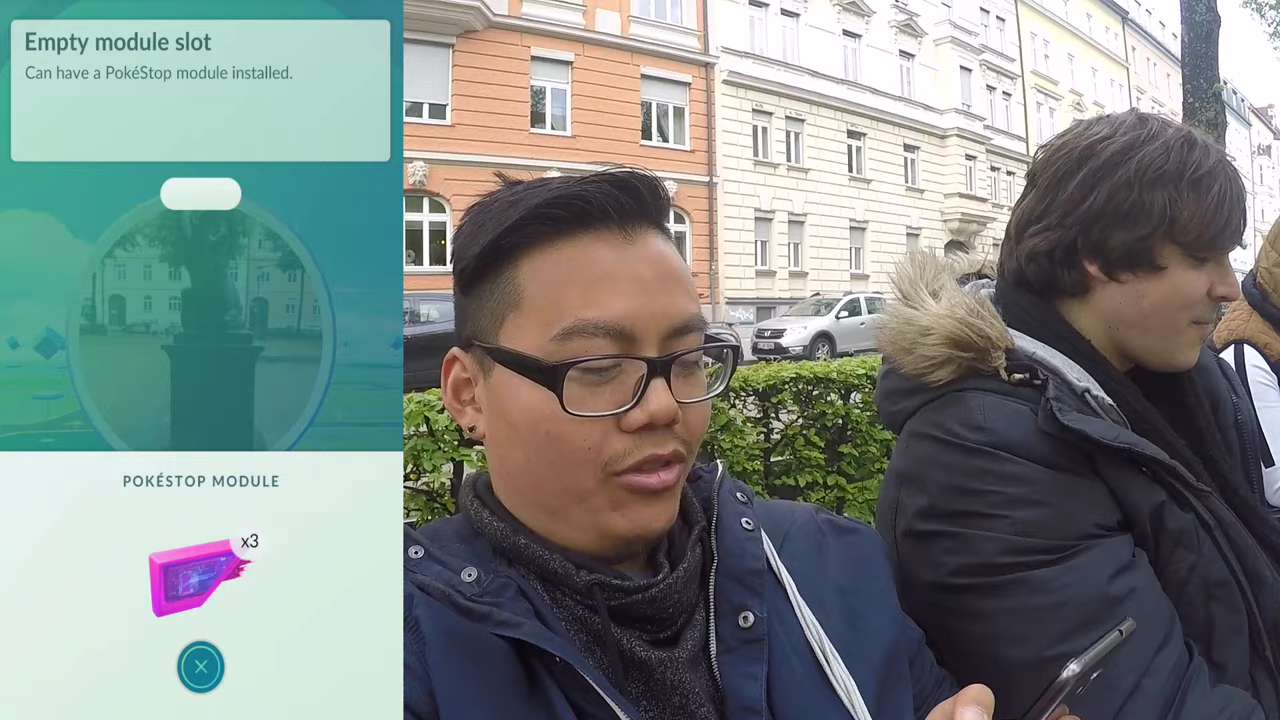 Empty module slot
Can have a PokéStop module installed.
POKÉSTOP MODULE
x3